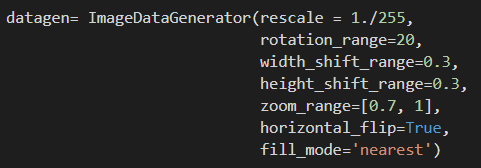 datagen= ImageDataGenerator(rescale = 1./255,
rotation_range=20,
width_shift_range=0.3,
height_shift_range=0.3,
zoom_range=[0.7, 1],
horizontal_flip=True,
fill_mode='nearest')